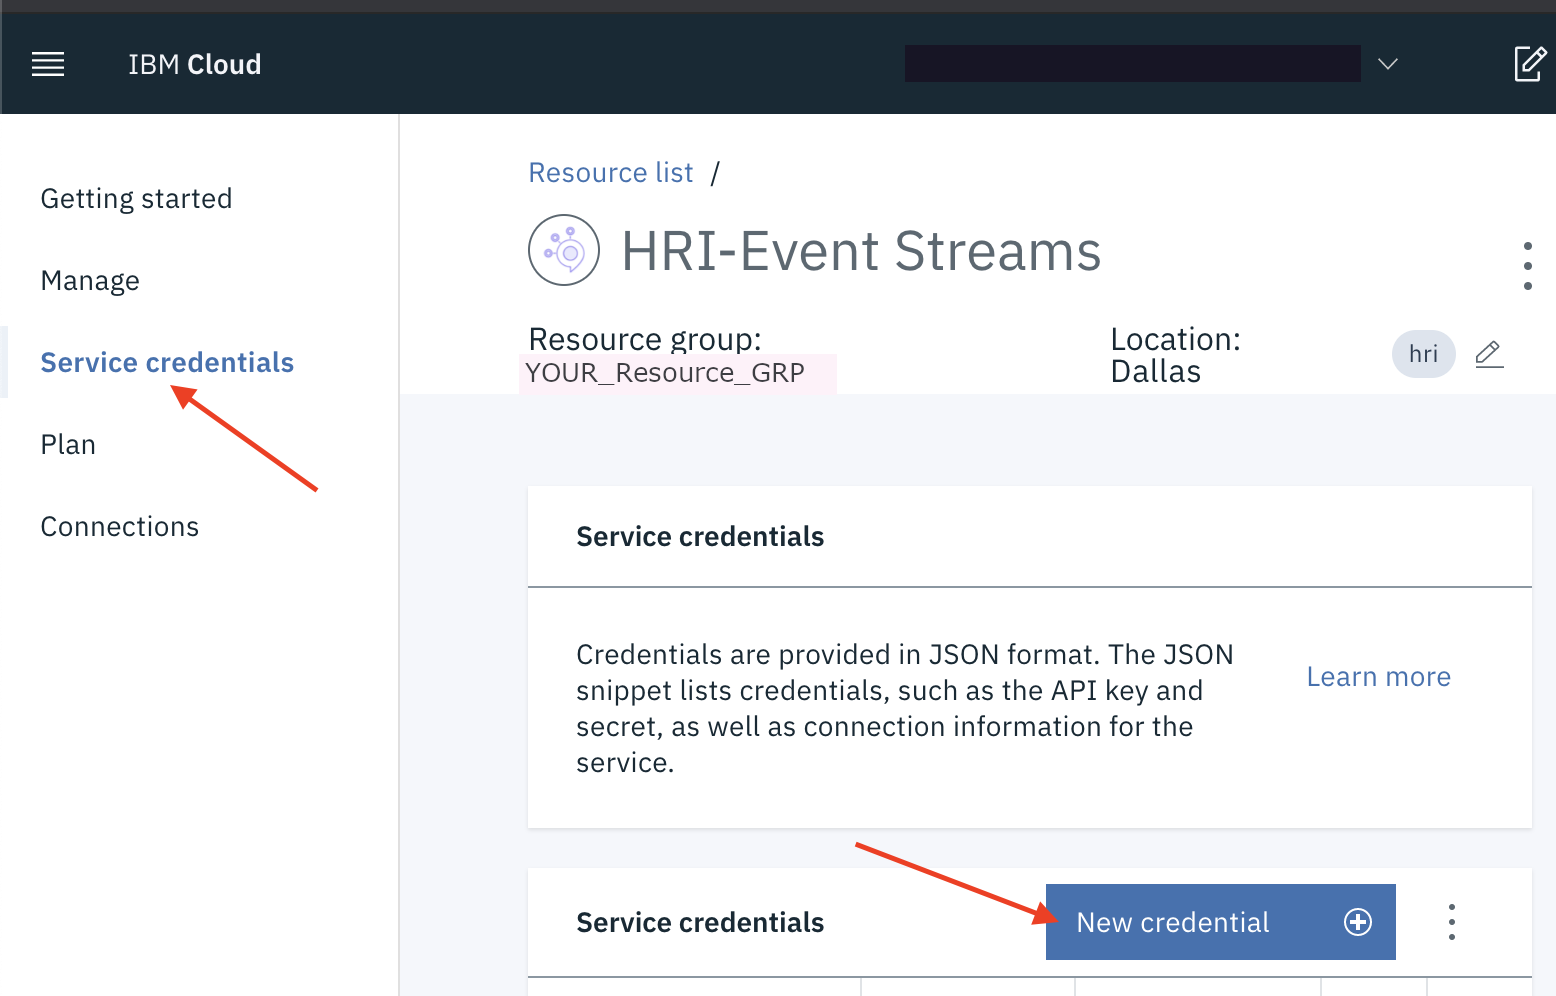 IBM Cloud
Getting started
Manage
Service credentials
Plan
Connections
Resource list /
HRI-Event Streams
Resource group:
YOUR_Resource_GRP
Location:
Dallas
hri
Service credentials
Credentials are provided in JSON format. The JSON
snippet lists credentials, such as the API key and
secret, as well as connection information for the
service.
Learn more
Service credentials
New credential